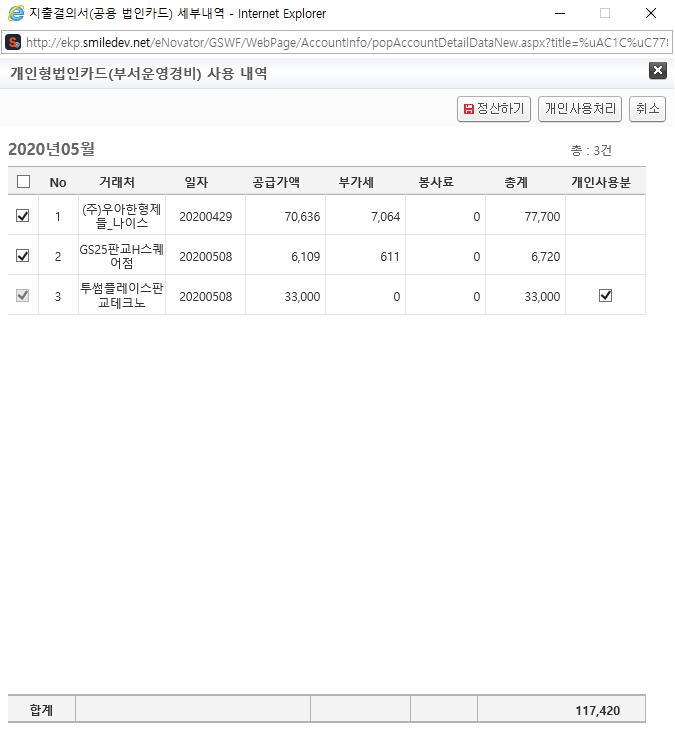 지출결의서(공용 법인카드) 세부내역 - Internet Explorer
http://ekp.smiledev.net/eNovator/GSWF/WebPage/AccountInfo/popAccountDetailDataNew.aspx?title=%uAC1C%uC778
개인형법인카드(부서운영경비) 사용 내역
정산하기 개인사용처리 취소
2020년05월 총 : 3건
No 거래처 일자 공급가액 부가세 봉사료 총계 개인사용분
1 (주)우아한형제 20200429 70,636 7,064 0 77,700
들_나이스
2 GS25판교H스퀘 20200508 6,109 611 0 6,720
어점
3 투썸플레이스판 20200508 33,000 0 0 33,000
교테크노
합계 117,420